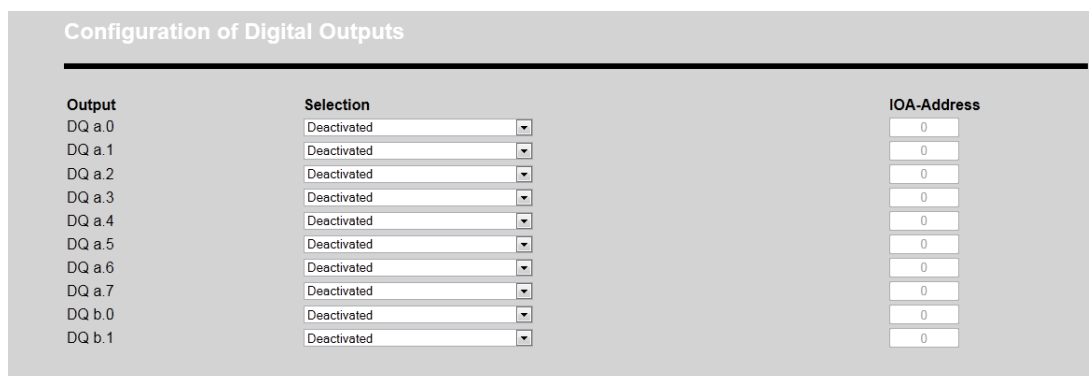 Configuration of Digital Outputs
Output Selection IOA-Address
DQ a.0 Deactivated 0
DQ a.1 Deactivated 0
DQ a.2 Deactivated 0
DQ a.3 Deactivated 0
DQ a.4 Deactivated 0
DQ a.5 Deactivated 0
DQ a.6 Deactivated 0
DQ a.7 Deactivated 0
DQ b.0 Deactivated 0
DQ b.1 Deactivated 0